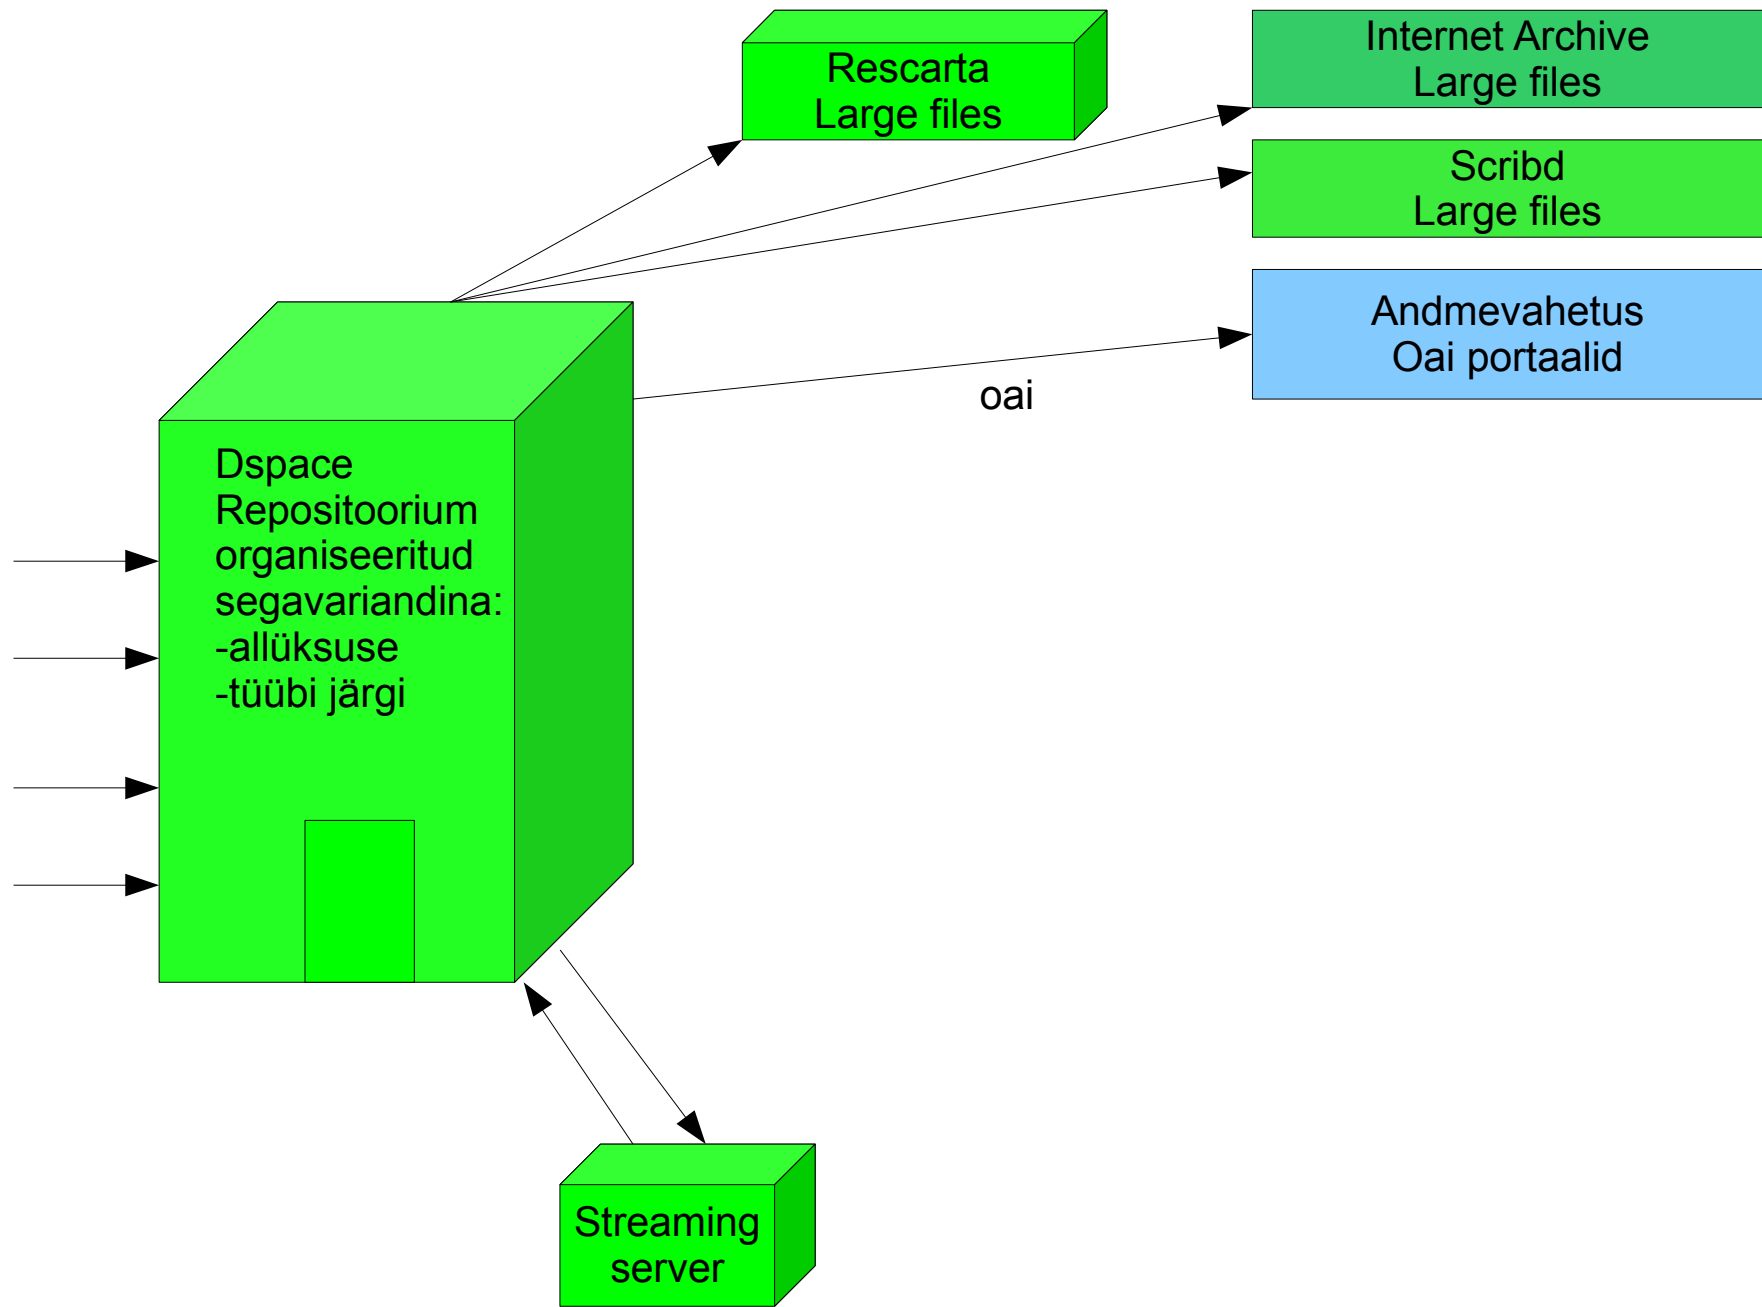 Rescarta
Large files
Internet Archive
Large files
Scribd
Large files
Andmevahetus
Oai portaalid
oai
Dspace
Repositoorium
organiseeritud
segavariandina:
-allüksuse
-tüübi järgi
Streaming
server